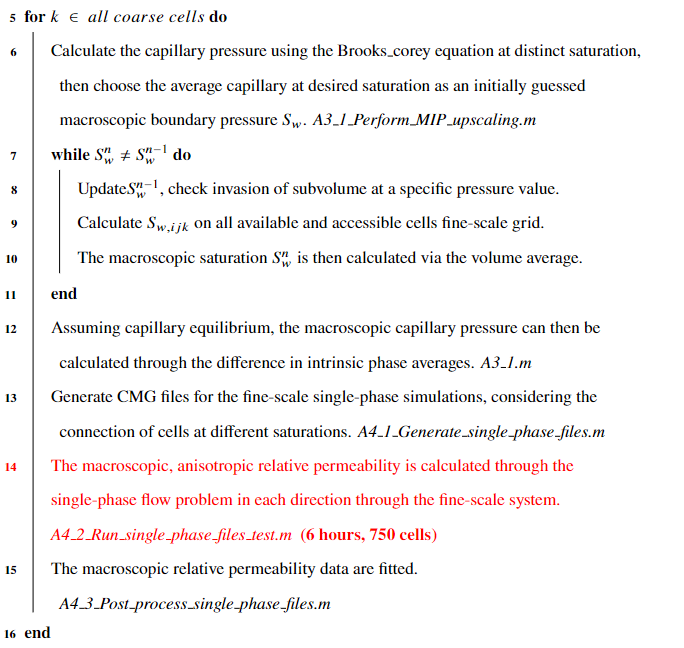 5 for k ∈ all coarse cells do
6 Calculate the capillary pressure using the Brooks_corey equation at distinct saturation,
then choose the average capillary at desired saturation as an initially guessed
macroscopic boundary pressure S_w. A3_1_Perform_MIP_upscaling.m
7 while S_w^n ≠ S_w^{n-1} do
8 UpdateS_w^{n-1}, check invasion of subvolume at a specific pressure value.
9 Calculate S_{w,ijk} on all available and accessible cells fine-scale grid.
10 The macroscopic saturation S_w^n is then calculated via the volume average.
11 end
12 Assuming capillary equilibrium, the macroscopic capillary pressure can then be
calculated through the difference in intrinsic phase averages. A3_1.m
13 Generate CMG files for the fine-scale single-phase simulations, considering the
connection of cells at different saturations. A4_1_Generate_single_phase_files.m
14 The macroscopic, anisotropic relative permeability is calculated through the
single-phase flow problem in each direction through the fine-scale system.
A4_2_Run_single_phase_files_test.m (6 hours, 750 cells)
15 The macroscopic relative permeability data are fitted.
A4_3_Post_process_single_phase_files.m
16 end